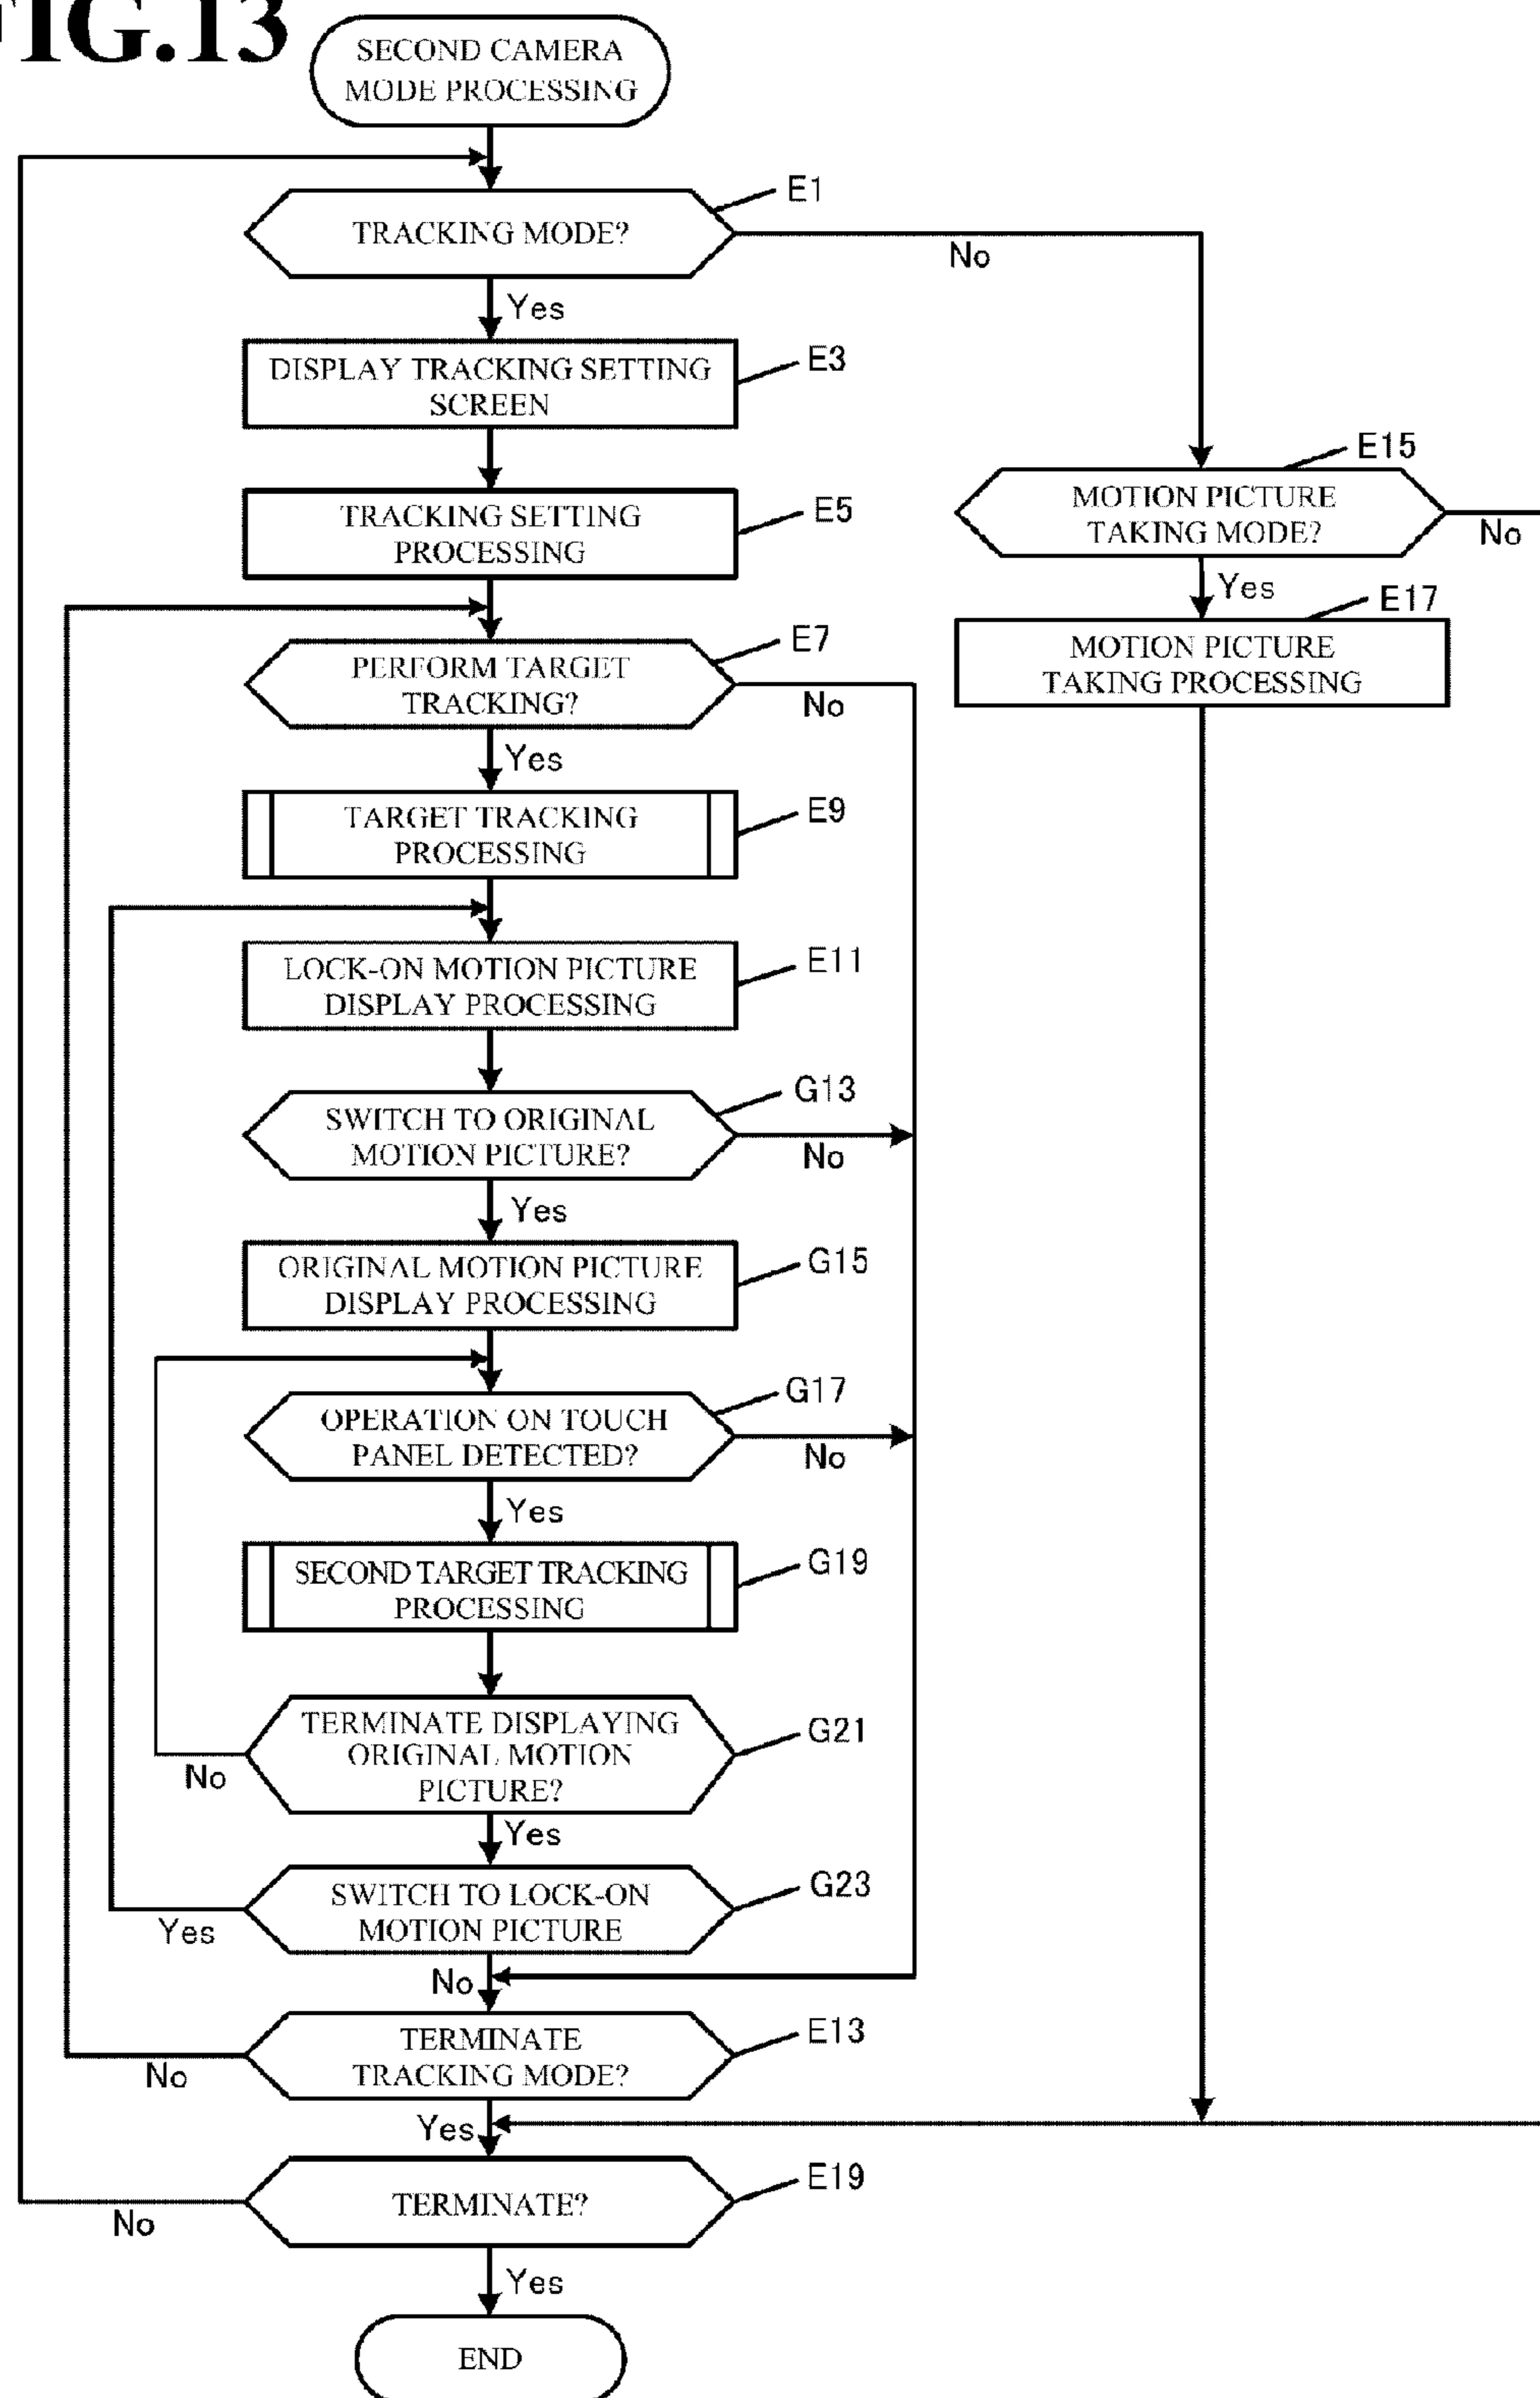 FIG.13
SECOND CAMERA
MODE PROCESSING
E1
TRACKING MODE?
No
Yes
DISPLAY TRACKING SETTING
SCREEN
E3
TRACKING SETTING
PROCESSING
E5
E15
MOTION PICTURE
TAKING MODE?
No
Yes
E17
MOTION PICTURE
TAKING PROCESSING
E7
PERFORM TARGET
TRACKING?
No
Yes
TARGET TRACKING
PROCESSING
E9
LOCK-ON MOTION PICTURE
DISPLAY PROCESSING
E11
G13
SWITCH TO ORIGINAL
MOTION PICTURE?
No
Yes
ORIGINAL MOTION PICTURE
DISPLAY PROCESSING
G15
G17
OPERATION ON TOUCH
PANEL DETECTED?
No
Yes
SECOND TARGET TRACKING
PROCESSING
G19
TERMINATE DISPLAYING
ORIGINAL MOTION
PICTURE?
G21
No
Yes
SWITCH TO LOCK-ON
MOTION PICTURE
G23
Yes
No
TERMINATE
TRACKING MODE?
E13
No
Yes
TERMINATE?
E19
No
Yes
END